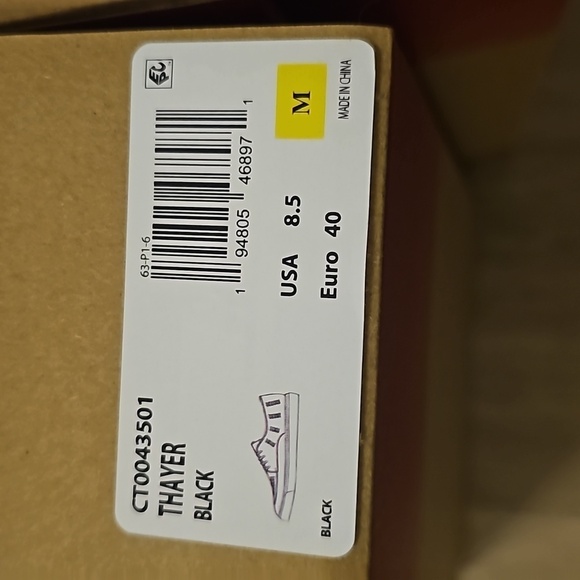 CT0043501
THAYER
BLACK
BLACK
63-P1-6
1 94805 46897 1
USA 8.5
Euro 40
M
MADE IN CHINA